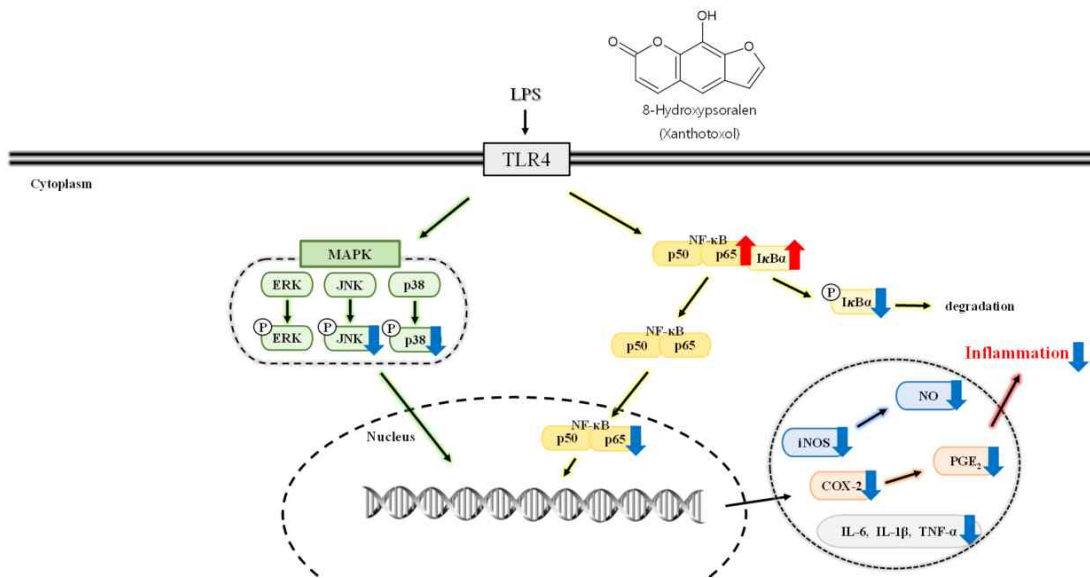 OH
O
O
O
8-Hydroxypsoralen
(Xanthotoxol)
LPS
TLR4
Cytoplasm
MAPK
ERK
JNK
p38
P
ERK
P
JNK
P
p38
NF-κB
p50
p65
IκBα
P
IκBα
degradation
NF-κB
p50
p65
Nucleus
NF-κB
p50
p65
Inflammation
NO
iNOS
PGE₂
COX-2
IL-6, IL-1β, TNF-α